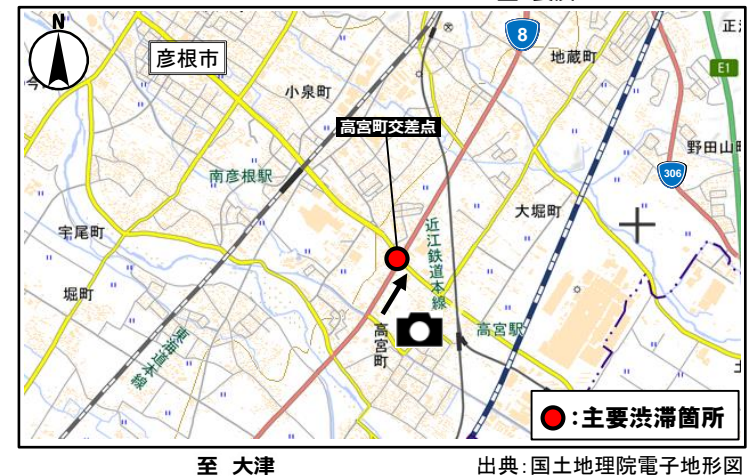 N
8
正
彦根市
地蔵町
E1
小泉町
高宮町交差点
野田山町
306
南彦根駅
大堀町
宇尾町
近江鉄道本線
堀町
高宮駅
高宮町
東海道本線
●:主要渋滞箇所
至 大津
出典:国土地理院電子地形図